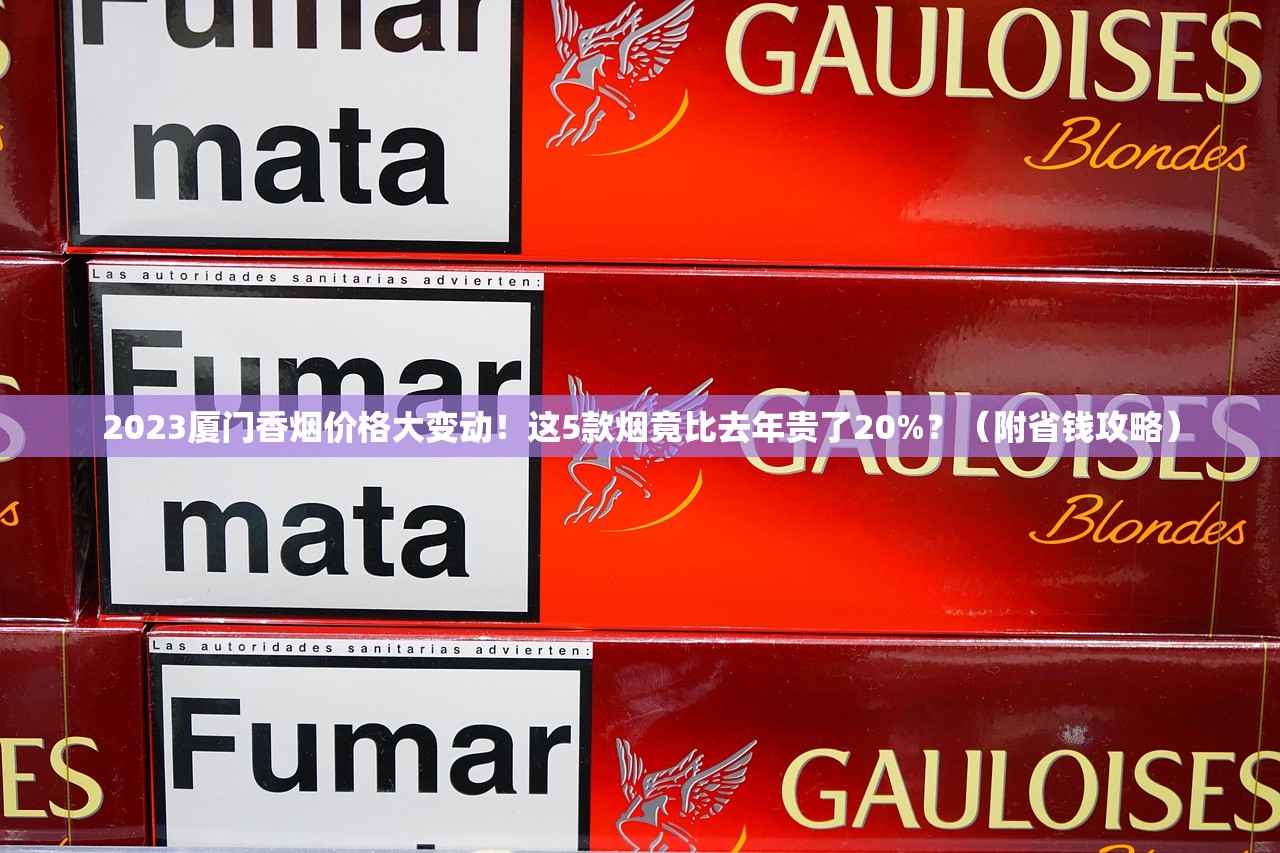 Fumar
mata
GAULOISES
Blondes
Las autoridades sanitarias advierten:
Fumar
mata
GAULOISES
Blondes
2023厦门香烟价格大变动！这5款烟竟比去年贵了20%？（附省钱攻略）
Las autoridades sanitarias advierten:
Fumar
ES
GAULOISES